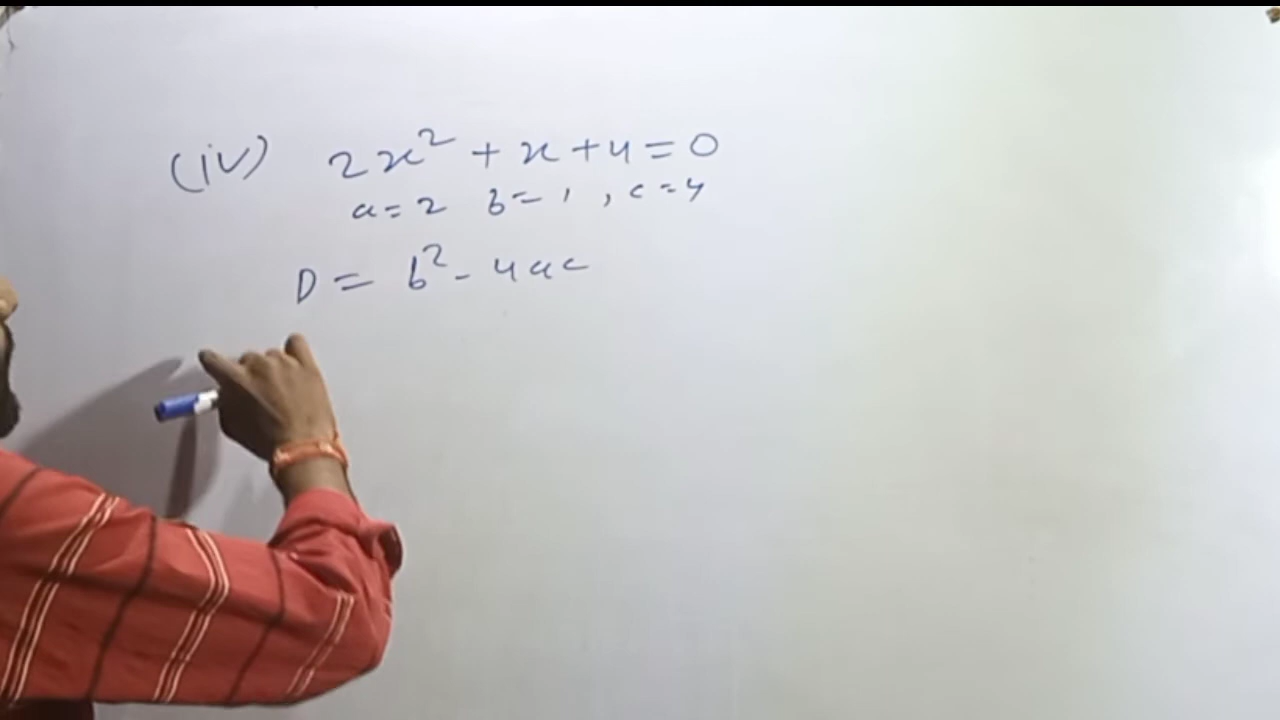 (iv) 2x² + x + 4 = 0
a = 2 b = 1 , c = 4
D = b² - 4ac